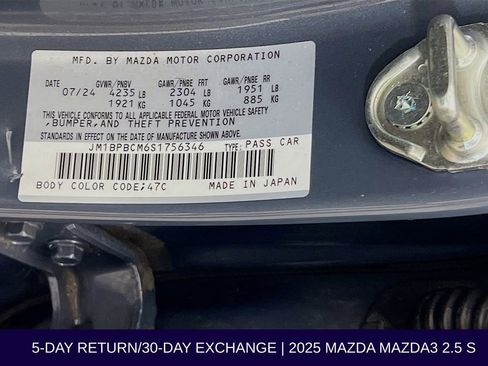 MFD. BY MAZDA MOTOR CORPORATION
07/24 GVWR/PNBV 4235 LB 1921 KG GAWR/PNBE FRT 2304 LB 1045 KG GAWR/PNBE RR 1951 LB 885 KG
THIS VEHICLE CONFORMS TO ALL APPLICABLE FEDERAL MOTOR VEHICLE SAFETY
,BUMPER,AND THEFT PREVENTION
STANDARDS IN EFFECT ON THE DATE OF MANUFACTURE SHOWN ABOVE.
JM1BPBCM6S1756346 TYPE: PASS CAR
BODY COLOR CODE;47C MADE IN JAPAN
5-DAY RETURN/30-DAY EXCHANGE | 2025 MAZDA MAZDA3 2.5 S